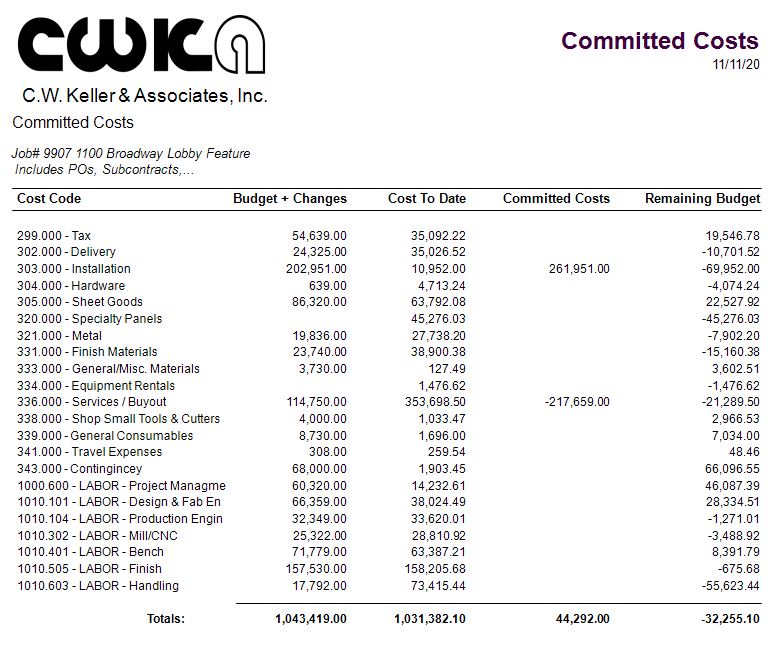 CWKA
Committed Costs
11/11/20
C.W. Keller & Associates, Inc.
Committed Costs
Job# 9907 1100 Broadway Lobby Feature
Includes POs, Subcontracts,...
Cost Code Budget + Changes Cost To Date Committed Costs Remaining Budget
299.000 - Tax 54,639.00 35,092.22 19,546.78
302.000 - Delivery 24,325.00 35,026.52 -10,701.52
303.000 - Installation 202,951.00 10,952.00 261,951.00 -69,952.00
304.000 - Hardware 639.00 4,713.24 -4,074.24
305.000 - Sheet Goods 86,320.00 63,792.08 22,527.92
320.000 - Specialty Panels 45,276.03 -45,276.03
321.000 - Metal 19,836.00 27,738.20 -7,902.20
331.000 - Finish Materials 23,740.00 38,900.38 -15,160.38
333.000 - General/Misc. Materials 3,730.00 127.49 3,602.51
334.000 - Equipment Rentals 1,476.62 -1,476.62
336.000 - Services / Buyout 114,750.00 353,698.50 -217,659.00 -21,289.50
338.000 - Shop Small Tools & Cutters 4,000.00 1,033.47 2,966.53
339.000 - General Consumables 8,730.00 1,696.00 7,034.00
341.000 - Travel Expenses 308.00 259.54 48.46
343.000 - Contingincey 68,000.00 1,903.45 66,096.55
1000.600 - LABOR - Project Managme 60,320.00 14,232.61 46,087.39
1010.101 - LABOR - Design & Fab En 66,359.00 38,024.49 28,334.51
1010.104 - LABOR - Production Engin 32,349.00 33,620.01 -1,271.01
1010.302 - LABOR - Mill/CNC 25,322.00 28,810.92 -3,488.92
1010.401 - LABOR - Bench 71,779.00 63,387.21 8,391.79
1010.505 - LABOR - Finish 157,530.00 158,205.68 -675.68
1010.603 - LABOR - Handling 17,792.00 73,415.44 -55,623.44
Totals: 1,043,419.00 1,031,382.10 44,292.00 -32,255.10